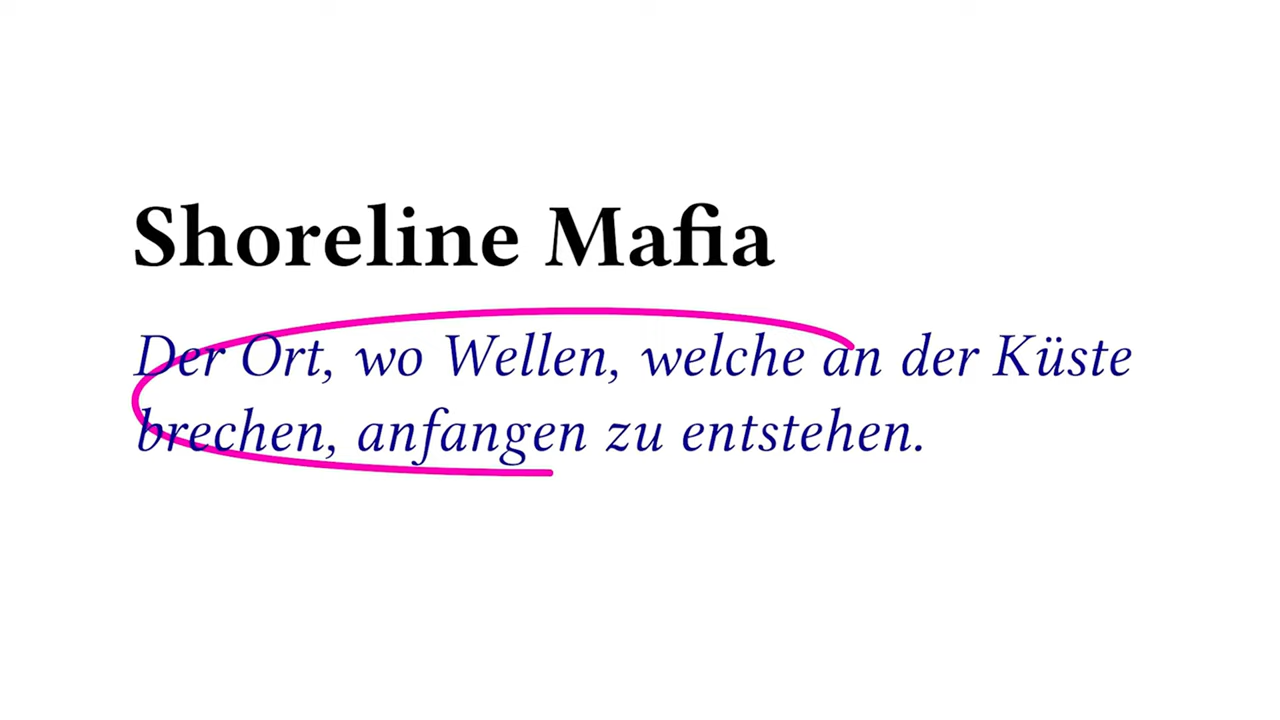 Shoreline Mafia
Der Ort, wo Wellen, welche an der Küste
brechen, anfangen zu entstehen.